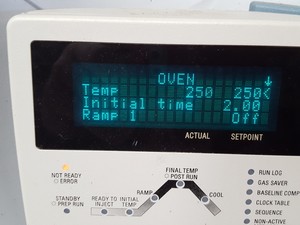 OVEN ↓
Temp 250 250<
Initial time 2.00
Ramp 1 Off
ACTUAL SETPOINT
NOT READY
ERROR
STANDBY
PREP RUN
READY TO
INJECT
INITIAL
TEMP
RAMP
FINAL TEMP
POST RUN
COOL
RUN LOG
GAS SAVER
BASELINE COMP
CLOCK TABLE
SEQUENCE
NON-ACTIVE